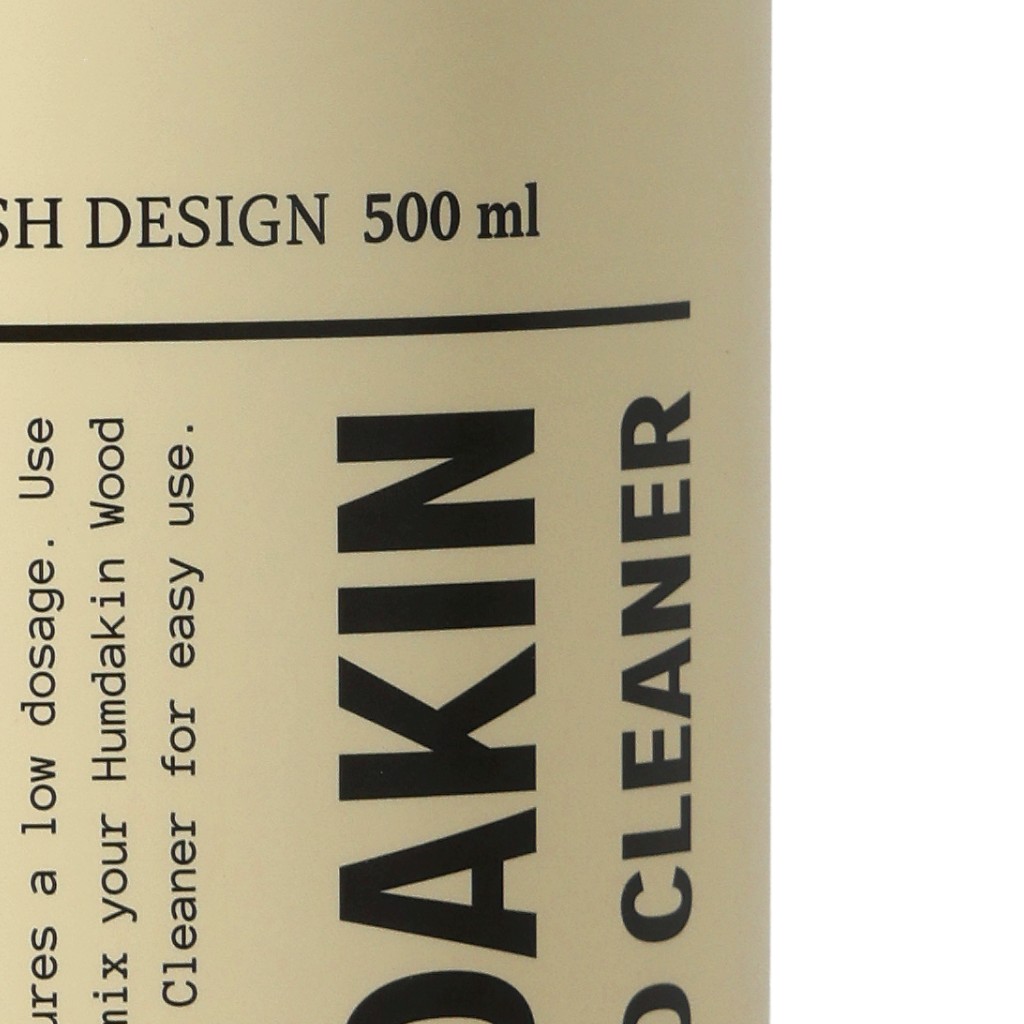 SH DESIGN 500 ml
ures a low dosage. Use
mix your Humdakin Wood
Cleaner for easy use.
DAKIN
D CLEANER